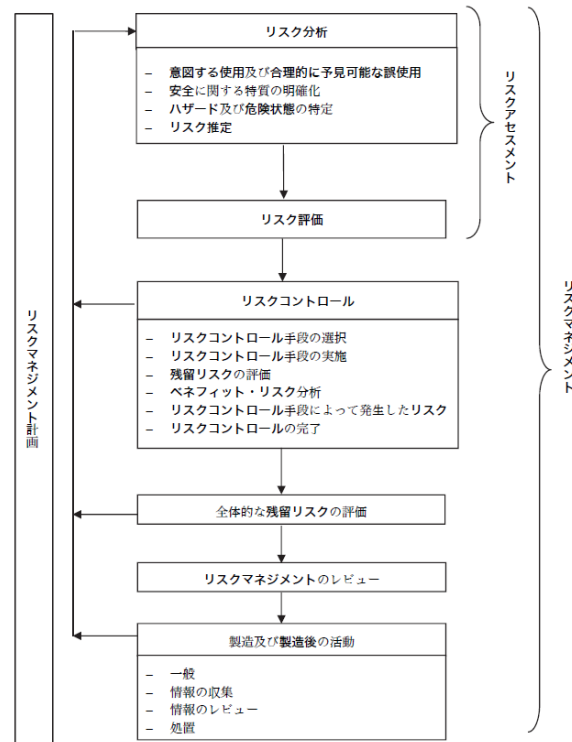 リスク分析
– 意図する使用及び合理的に予見可能な誤使用
– 安全に関する特質の明確化
– ハザード及び危険状態の特定
– リスク推定
リスク評価
リスクアセスメント
リスクコントロール
– リスクコントロール手段の選択
– リスクコントロール手段の実施
– 残留リスクの評価
– ベネフィット・リスク分析
– リスクコントロール手段によって発生したリスク
– リスクコントロールの完了
全体的な残留リスクの評価
リスクマネジメントのレビュー
製造及び製造後の活動
– 一般
– 情報の収集
– 情報のレビュー
– 処置
リスクマネジメント計画
リスクマネジメント